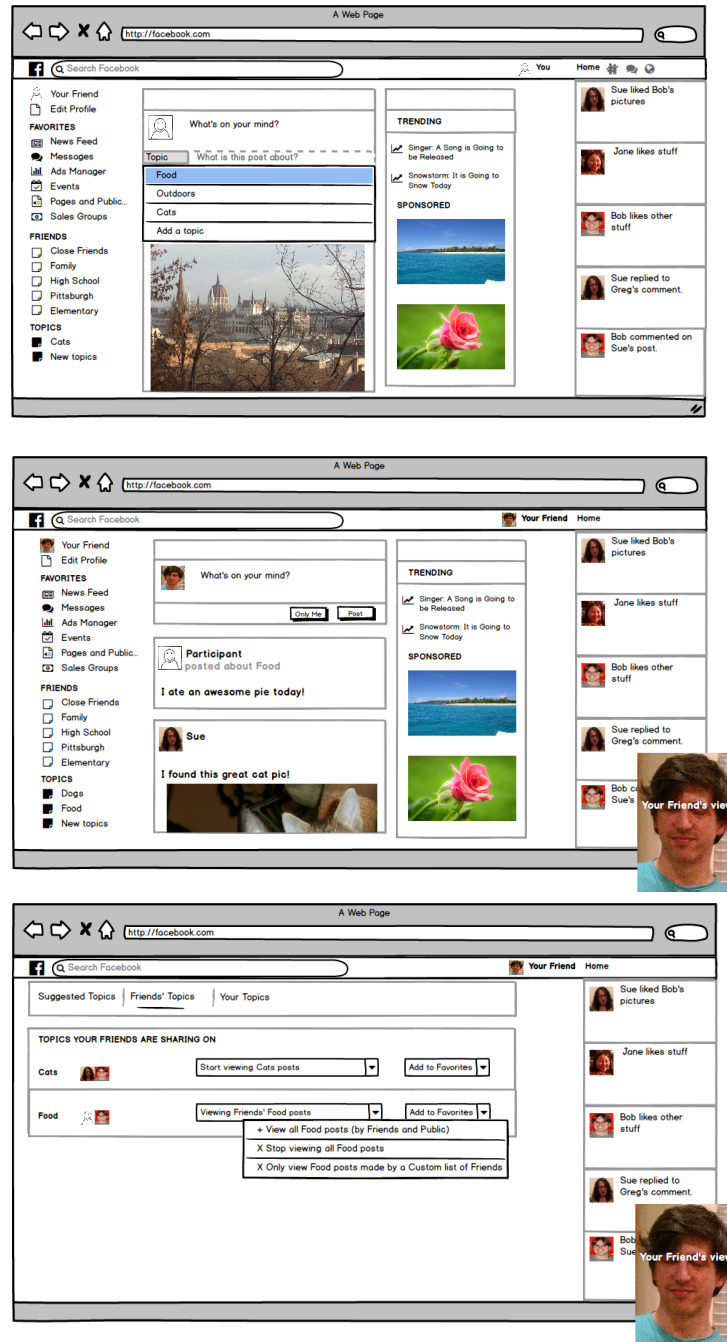 A Web Page
http://facebook.com
Search Facebook
You
Home
Your Friend
Edit Profile
FAVORITES
News Feed
Messages
Ads Manager
Events
Pages and Public...
Sales Groups
FRIENDS
Close Friends
Family
High School
Pittsburgh
Elementary
TOPICS
Cats
New topics
What's on your mind?
Topic
What is this post about?
Food
Outdoors
Cats
Add a topic
TRENDING
Singer: A Song is Going to
be Released
Snowstorm: It is Going to
Snow Today
SPONSORED
Sue liked Bob's
pictures
Jane likes stuff
Bob likes other
stuff
Sue replied to
Greg's comment.
Bob commented on
Sue's post.
A Web Page
http://facebook.com
Search Facebook
Your Friend
Home
Your Friend
Edit Profile
FAVORITES
News Feed
Messages
Ads Manager
Events
Pages and Public...
Sales Groups
FRIENDS
Close Friends
Family
High School
Pittsburgh
Elementary
TOPICS
Dogs
Food
New topics
What's on your mind?
Only Me
Post
Participant
posted about Food
I ate an awesome pie today!
Sue
I found this great cat pic!
TRENDING
Singer: A Song is Going to
be Released
Snowstorm: It is Going to
Snow Today
SPONSORED
Sue liked Bob's
pictures
Jane likes stuff
Bob likes other
stuff
Sue replied to
Greg's comment.
Bob co
Sue's
Your Friend's view
A Web Page
http://facebook.com
Search Facebook
Your Friend
Home
Suggested Topics
Friends' Topics
Your Topics
TOPICS YOUR FRIENDS ARE SHARING ON
Cats
Start viewing Cats posts
Add to Favorites
Food
Viewing Friends' Food posts
Add to Favorites
+ View all Food posts (by Friends and Public)
X Stop viewing all Food posts
X Only view Food posts made by a Custom list of Friends
Sue liked Bob's
pictures
Jane likes stuff
Bob likes other
stuff
Sue replied to
Greg's comment.
Bob
Sue
Your Friend's view